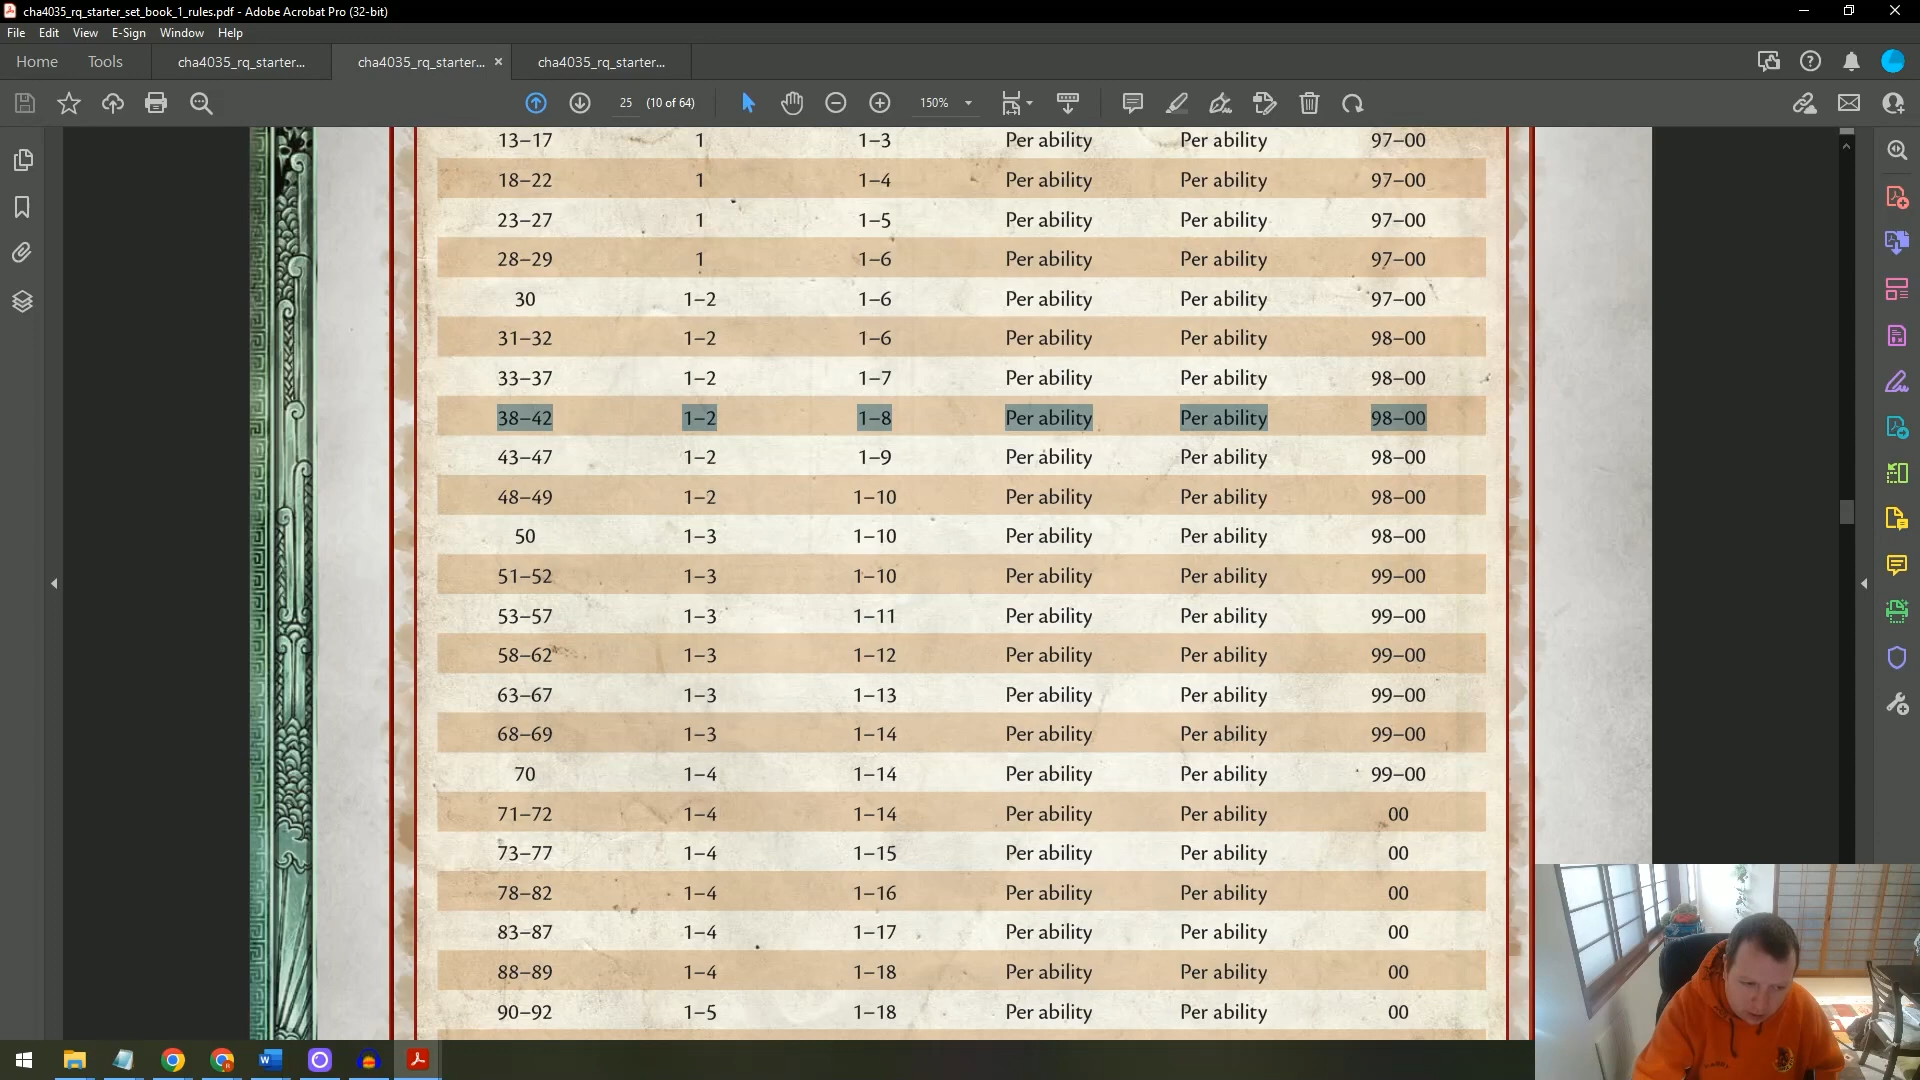 cha4035_rq_starter_set_book_1_rules.pdf - Adobe Acrobat Pro (32-bit)
File Edit View E-Sign Window Help
Home Tools cha4035_rq_starter... cha4035_rq_starter... × cha4035_rq_starter...
25 (10 of 64) 150%
13–17 1 1–3 Per ability Per ability 97–00
18–22 1 1–4 Per ability Per ability 97–00
23–27 1 1–5 Per ability Per ability 97–00
28–29 1 1–6 Per ability Per ability 97–00
30 1–2 1–6 Per ability Per ability 97–00
31–32 1–2 1–6 Per ability Per ability 98–00
33–37 1–2 1–7 Per ability Per ability 98–00
38–42 1–2 1–8 Per ability Per ability 98–00
43–47 1–2 1–9 Per ability Per ability 98–00
48–49 1–2 1–10 Per ability Per ability 98–00
50 1–3 1–10 Per ability Per ability 98–00
51–52 1–3 1–10 Per ability Per ability 99–00
53–57 1–3 1–11 Per ability Per ability 99–00
58–62 1–3 1–12 Per ability Per ability 99–00
63–67 1–3 1–13 Per ability Per ability 99–00
68–69 1–3 1–14 Per ability Per ability 99–00
70 1–4 1–14 Per ability Per ability 99–00
71–72 1–4 1–14 Per ability Per ability 00
73–77 1–4 1–15 Per ability Per ability 00
78–82 1–4 1–16 Per ability Per ability 00
83–87 1–4 1–17 Per ability Per ability 00
88–89 1–4 1–18 Per ability Per ability 00
90–92 1–5 1–18 Per ability Per ability 00